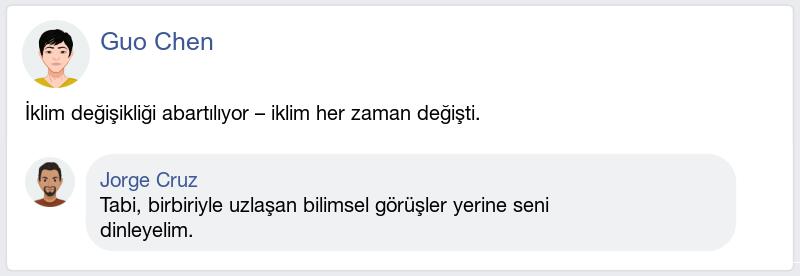 Guo Chen
İklim değişikliği abartılıyor – iklim her zaman değişti.
Jorge Cruz
Tabi, birbiriyle uzlaşan bilimsel görüşler yerine seni
dinleyelim.